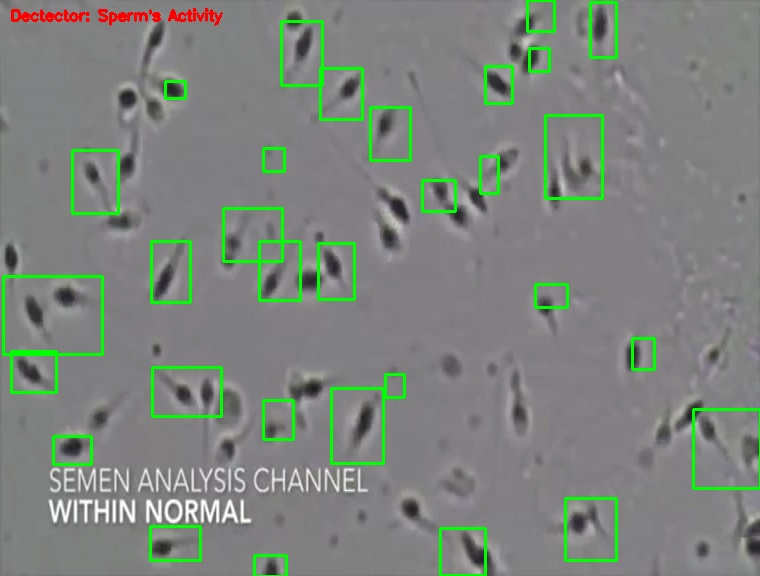 Dectector: Sperm's Activity
SEMEN ANALYSIS CHANNEL
WITHIN NORMAL